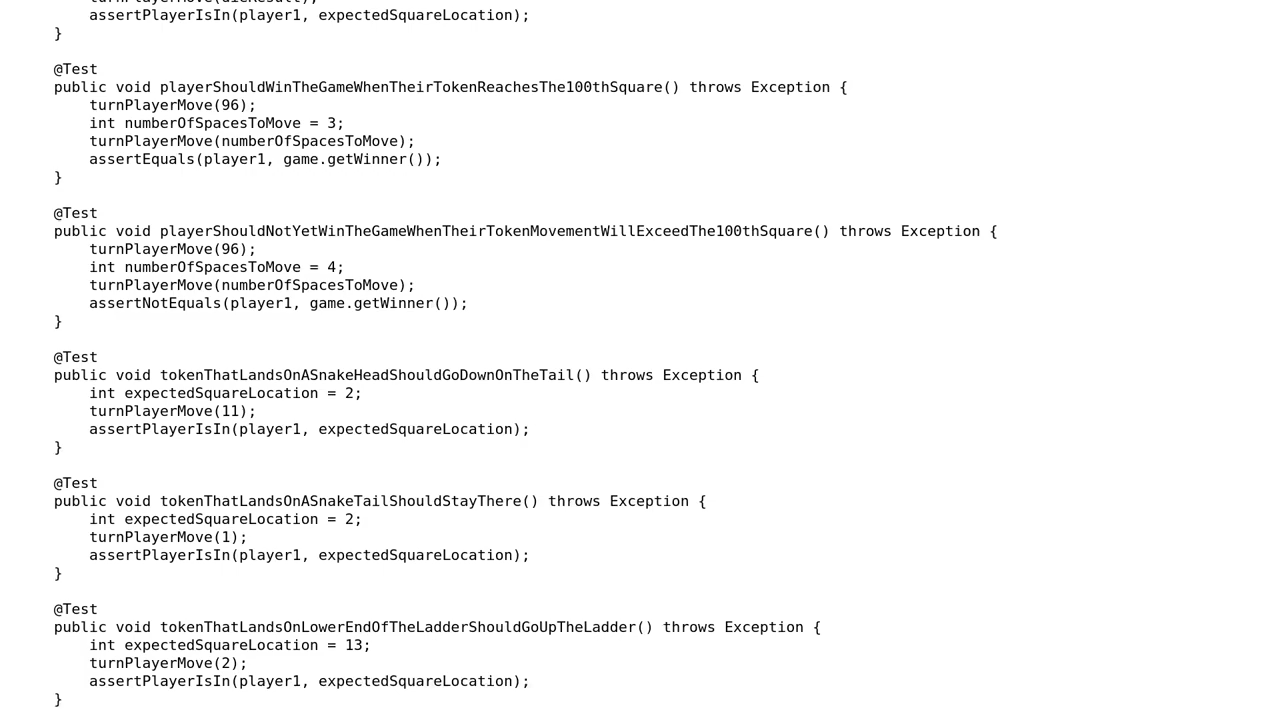 turnPlayerMove(dieResult);
assertPlayerIsIn(player1, expectedSquareLocation);
}
@Test
public void playerShouldWinTheGameWhenTheirTokenReachesThe100thSquare() throws Exception {
turnPlayerMove(96);
int numberOfSpacesToMove = 3;
turnPlayerMove(numberOfSpacesToMove);
assertEquals(player1, game.getWinner());
}
@Test
public void playerShouldNotYetWinTheGameWhenTheirTokenMovementWillExceedThe100thSquare() throws Exception {
turnPlayerMove(96);
int numberOfSpacesToMove = 4;
turnPlayerMove(numberOfSpacesToMove);
assertNotEquals(player1, game.getWinner());
}
@Test
public void tokenThatLandsOnASnakeHeadShouldGoDownOnTheTail() throws Exception {
int expectedSquareLocation = 2;
turnPlayerMove(11);
assertPlayerIsIn(player1, expectedSquareLocation);
}
@Test
public void tokenThatLandsOnASnakeTailShouldStayThere() throws Exception {
int expectedSquareLocation = 2;
turnPlayerMove(1);
assertPlayerIsIn(player1, expectedSquareLocation);
}
@Test
public void tokenThatLandsOnLowerEndOfTheLadderShouldGoUpTheLadder() throws Exception {
int expectedSquareLocation = 13;
turnPlayerMove(2);
assertPlayerIsIn(player1, expectedSquareLocation);
}